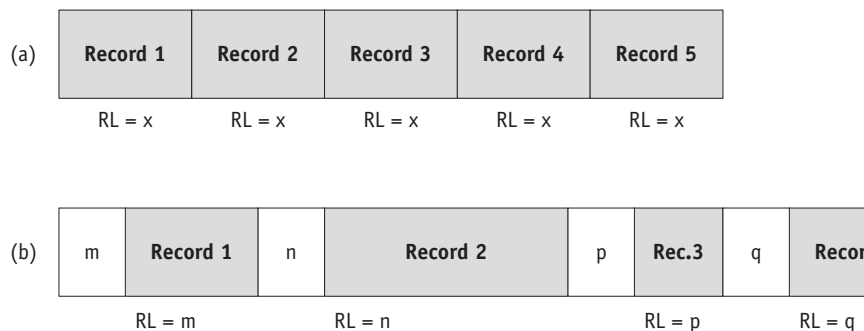 (a) Record 1 Record 2 Record 3 Record 4 Record 5
RL = x RL = x RL = x RL = x RL = x
(b) m Record 1 n Record 2 p Rec.3 q
RL = m RL = n RL = p RL = q